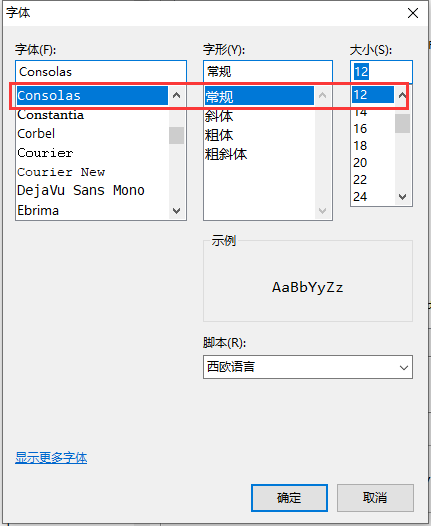 字体
字体(F):
字形(Y):
大小(S):
Consolas
常规
12
Consolas
常规
12
Constantia
斜体
14
Corbel
粗体
16
Courier
粗斜体
18
Courier New
20
DejaVu Sans Mono
22
Ebrima
24
示例
AaBbYyZz
脚本(R):
西欧语言
显示更多字体
确定
取消